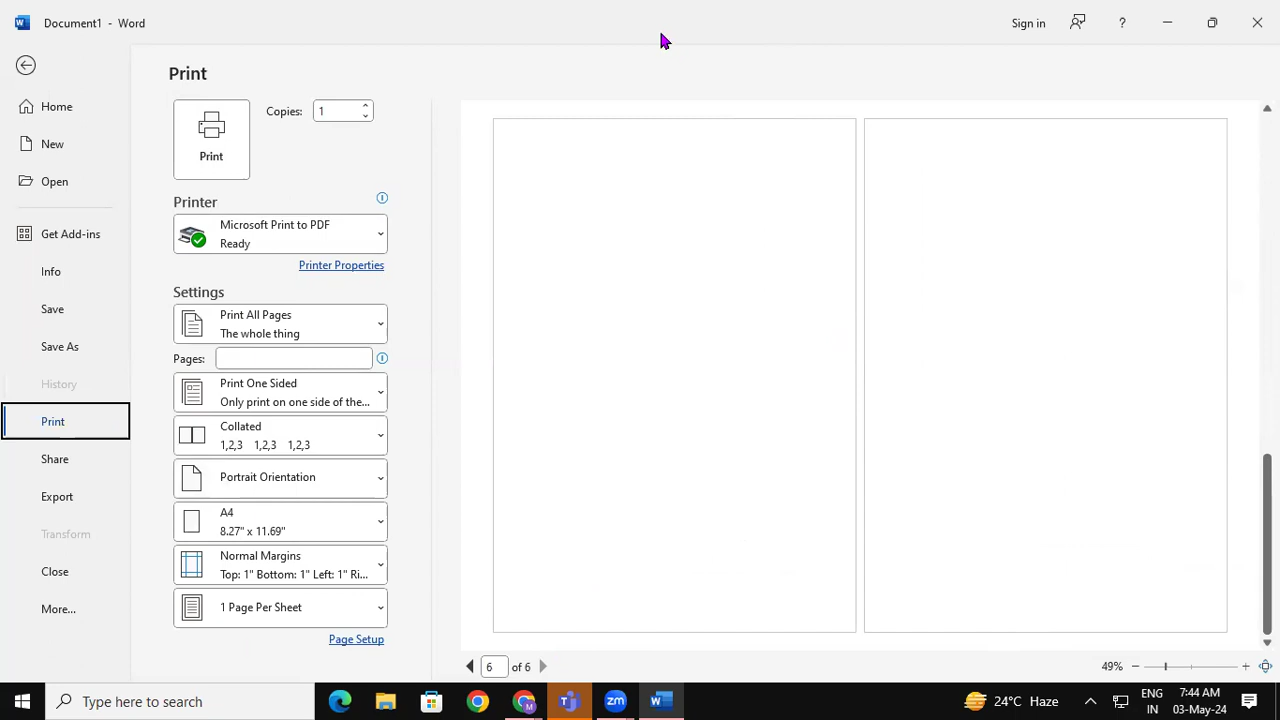 Document1 - Word
Sign in
?
Print
Home
New
Open
Get Add-ins
Info
Save
Save As
History
Print
Share
Export
Transform
Close
More...
Print
Copies: 1
Printer
Microsoft Print to PDF
Ready
Printer Properties
Settings
Print All Pages
The whole thing
Pages:
Print One Sided
Only print on one side of the...
Collated
1,2,3 1,2,3 1,2,3
Portrait Orientation
A4
8.27" x 11.69"
Normal Margins
Top: 1" Bottom: 1" Left: 1" Ri...
1 Page Per Sheet
Page Setup
6 of 6
49%
Type here to search
zm
M
24°C Haze
ENG
IN
7:44 AM
03-May-24